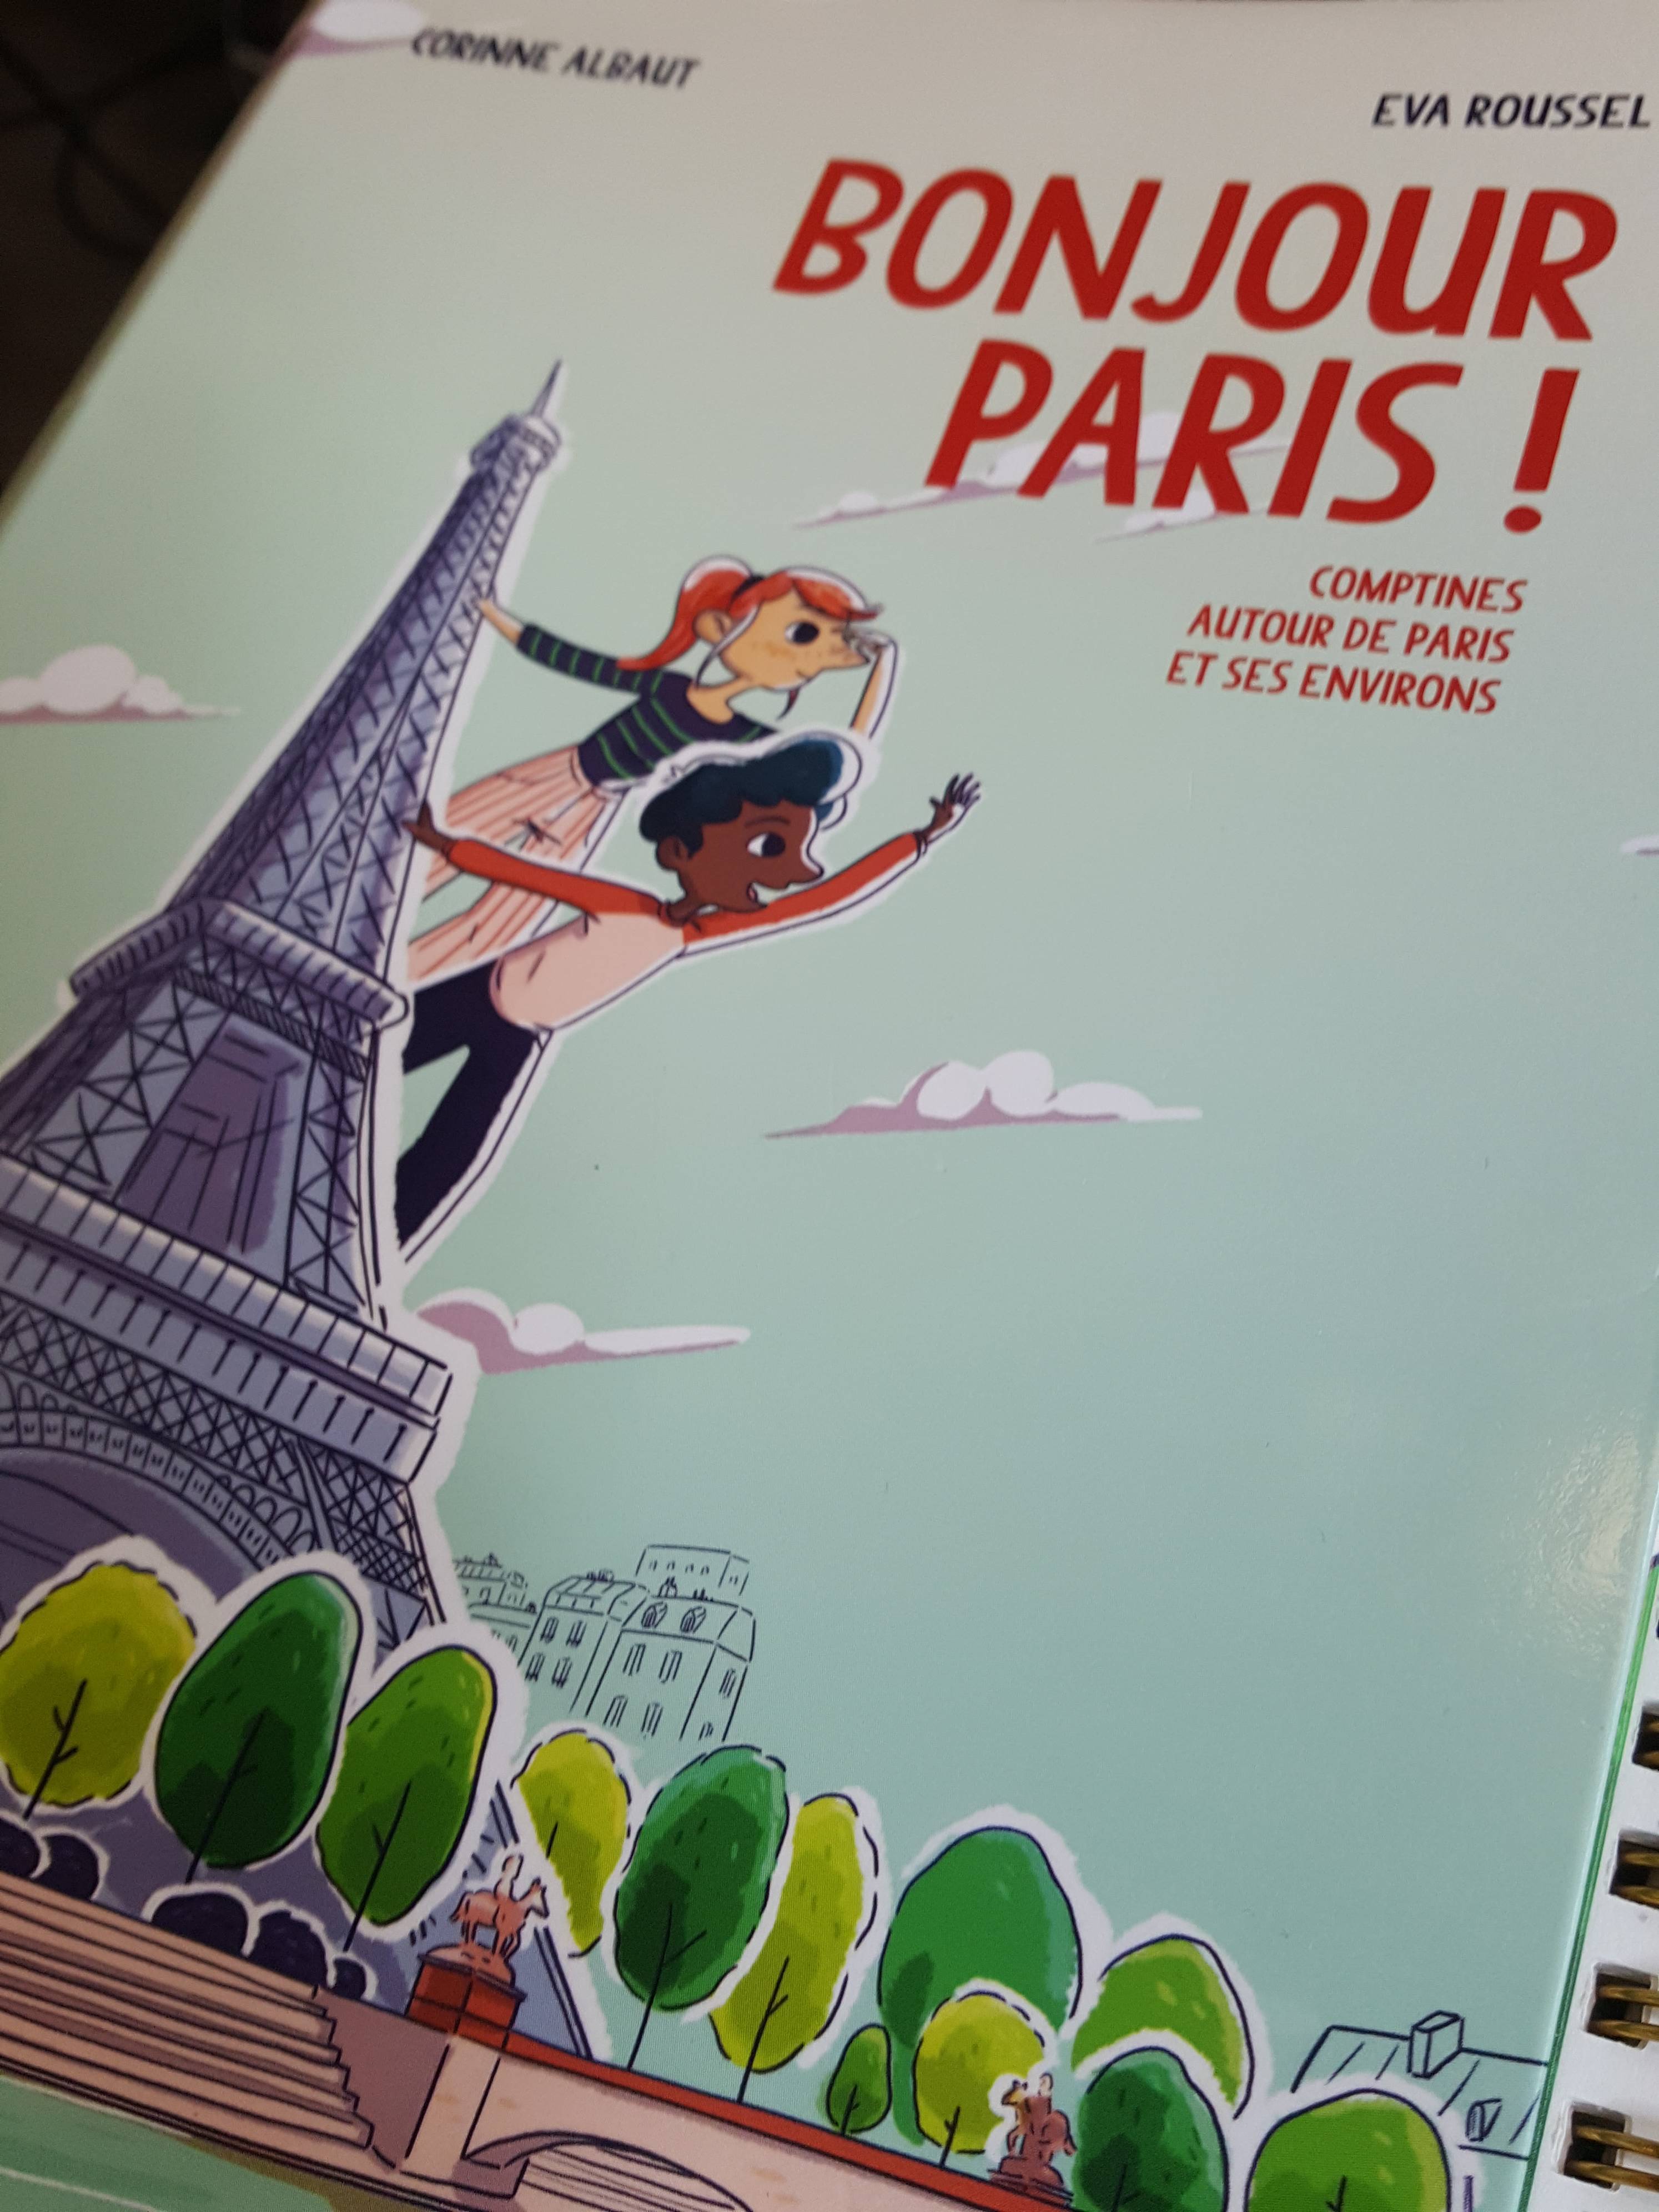 CORINNE ALBAUT
EVA ROUSSEL
BONJOUR
PARIS !
COMPTINES
AUTOUR DE PARIS
ET SES ENVIRONS